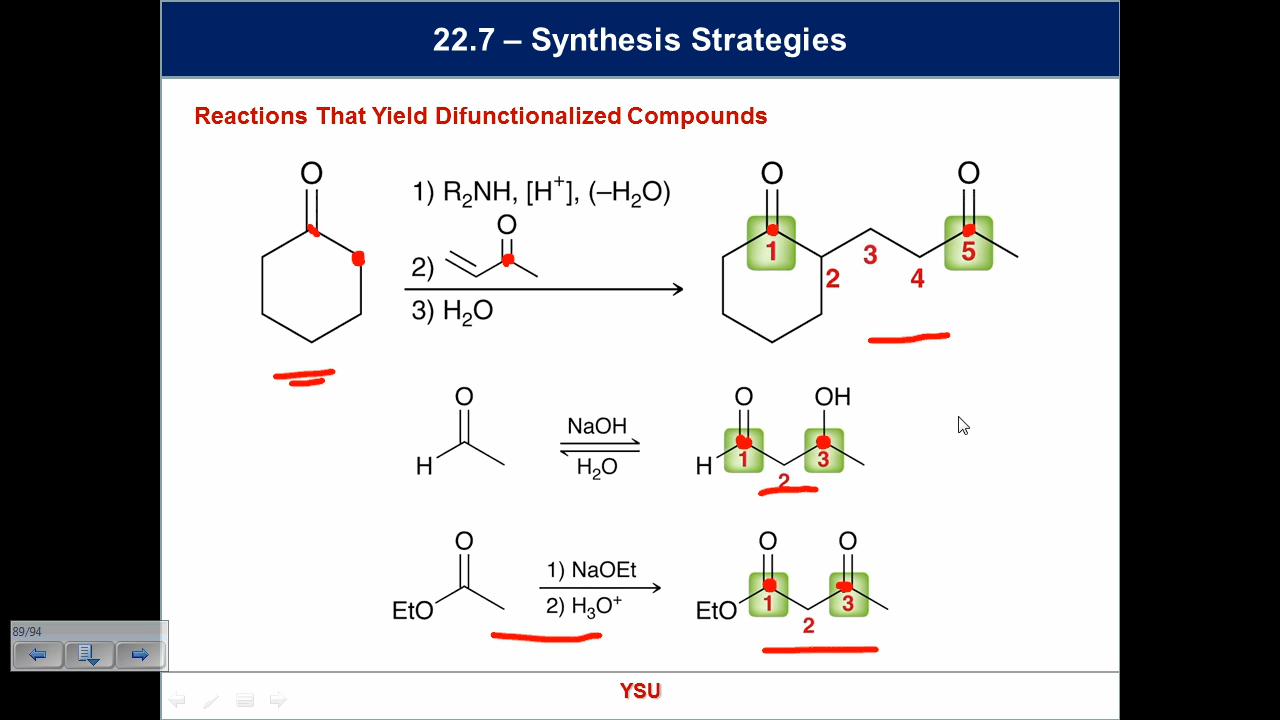 22.7 – Synthesis Strategies
Reactions That Yield Difunctionalized Compounds
O
1) R₂NH, [H⁺], (–H₂O)
O
2)
3) H₂O
O
O
1
2
3
4
5
O
H
NaOH
H₂O
O
OH
H
1
2
3
O
EtO
1) NaOEt
2) H₃O⁺
O
O
EtO
1
2
3
89/94
YSU